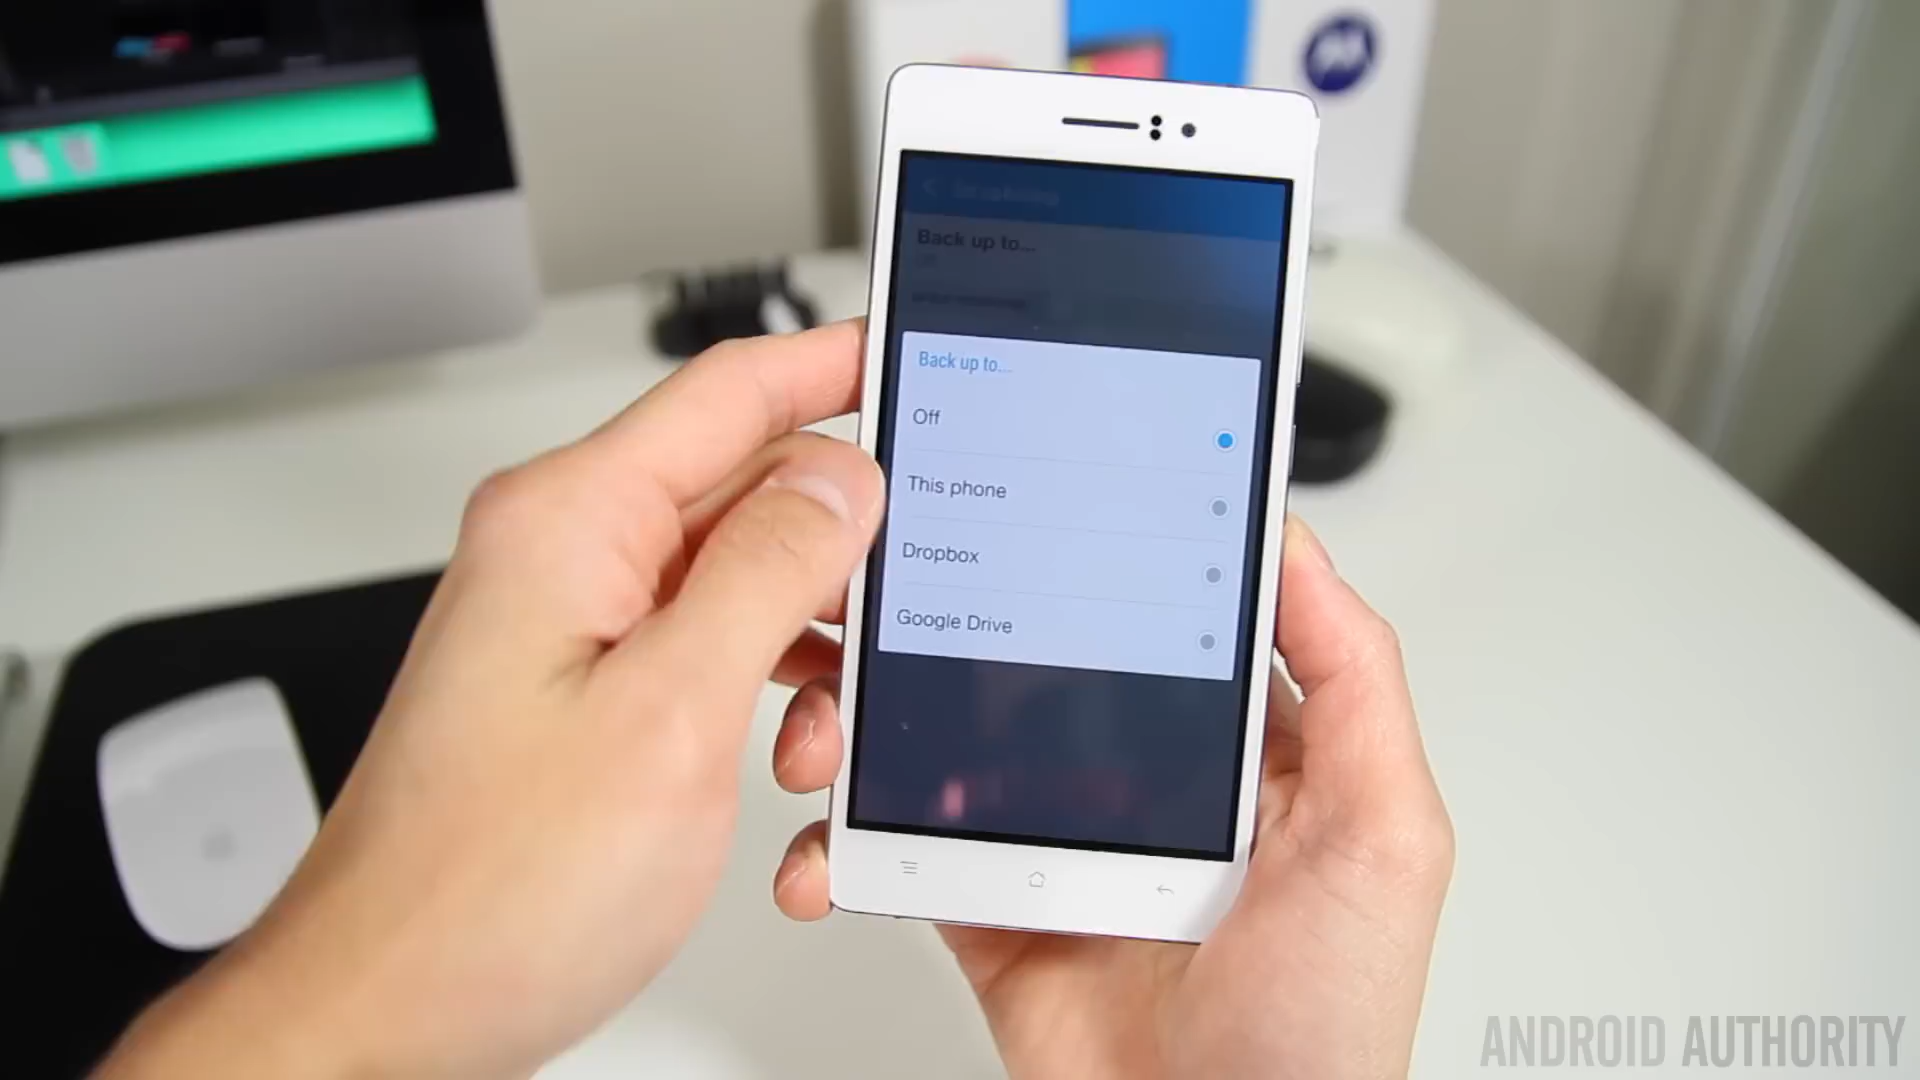 Back up to...
Back up to...
Off
This phone
Dropbox
Google Drive
ANDROID AUTHORITY